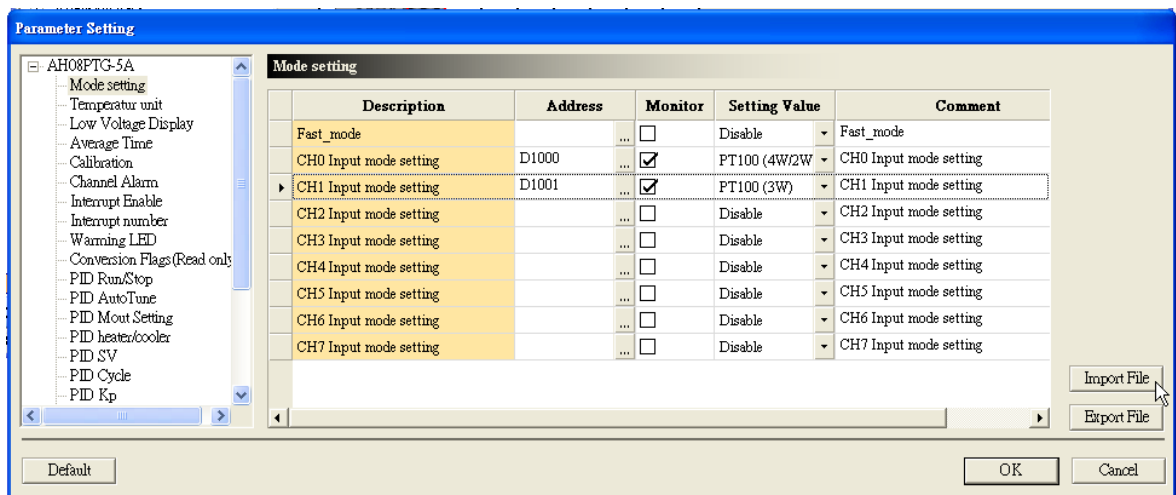 Parameter Setting
AH08PTG-5A
Mode setting
Temperatur unit
Low Voltage Display
Average Time
Calibration
Channel Alarm
Interrupt Enable
Interrupt number
Warning LED
Conversion Flags(Read only
PID Run/Stop
PID AutoTune
PID Mout Setting
PID heater/cooler
PID SV
PID Cycle
PID Kp
Mode setting
Description Address Monitor Setting Value Comment
Fast_mode ... Disable Fast_mode
CH0 Input mode setting D1000 ... PT100 (4W/2W CH0 Input mode setting
CH1 Input mode setting D1001 ... PT100 (3W) CH1 Input mode setting
CH2 Input mode setting ... Disable CH2 Input mode setting
CH3 Input mode setting ... Disable CH3 Input mode setting
CH4 Input mode setting ... Disable CH4 Input mode setting
CH5 Input mode setting ... Disable CH5 Input mode setting
CH6 Input mode setting ... Disable CH6 Input mode setting
CH7 Input mode setting ... Disable CH7 Input mode setting
Import File
Export File
Default
OK
Cancel